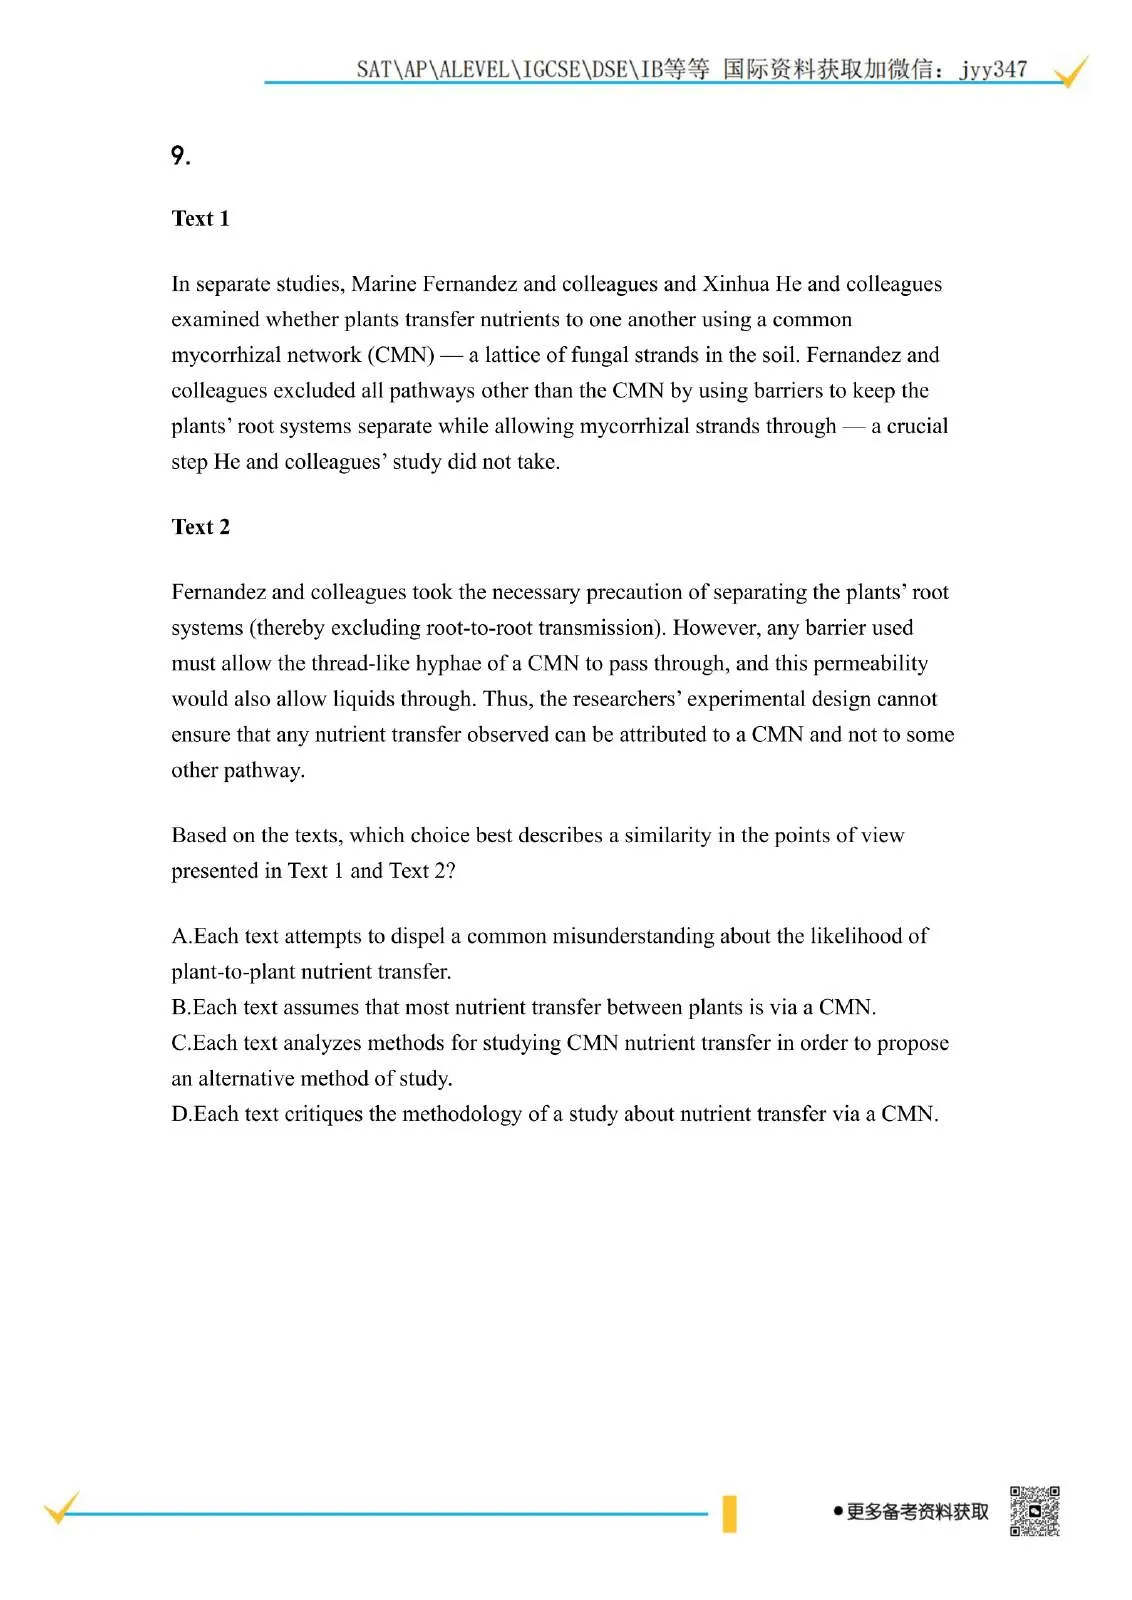 SAT\AP\ALEVEL\IGCSE\DSE\IB等等 国际资料获取加微信：jyy347
9.
Text 1
In separate studies, Marine Fernandez and colleagues and Xinhua He and colleagues
examined whether plants transfer nutrients to one another using a common
mycorrhizal network (CMN) — a lattice of fungal strands in the soil. Fernandez and
colleagues excluded all pathways other than the CMN by using barriers to keep the
plants’ root systems separate while allowing mycorrhizal strands through — a crucial
step He and colleagues’ study did not take.
Text 2
Fernandez and colleagues took the necessary precaution of separating the plants’ root
systems (thereby excluding root-to-root transmission). However, any barrier used
must allow the thread-like hyphae of a CMN to pass through, and this permeability
would also allow liquids through. Thus, the researchers’ experimental design cannot
ensure that any nutrient transfer observed can be attributed to a CMN and not to some
other pathway.
Based on the texts, which choice best describes a similarity in the points of view
presented in Text 1 and Text 2?
A.Each text attempts to dispel a common misunderstanding about the likelihood of
plant-to-plant nutrient transfer.
B.Each text assumes that most nutrient transfer between plants is via a CMN.
C.Each text analyzes methods for studying CMN nutrient transfer in order to propose
an alternative method of study.
D.Each text critiques the methodology of a study about nutrient transfer via a CMN.
●更多备考资料获取